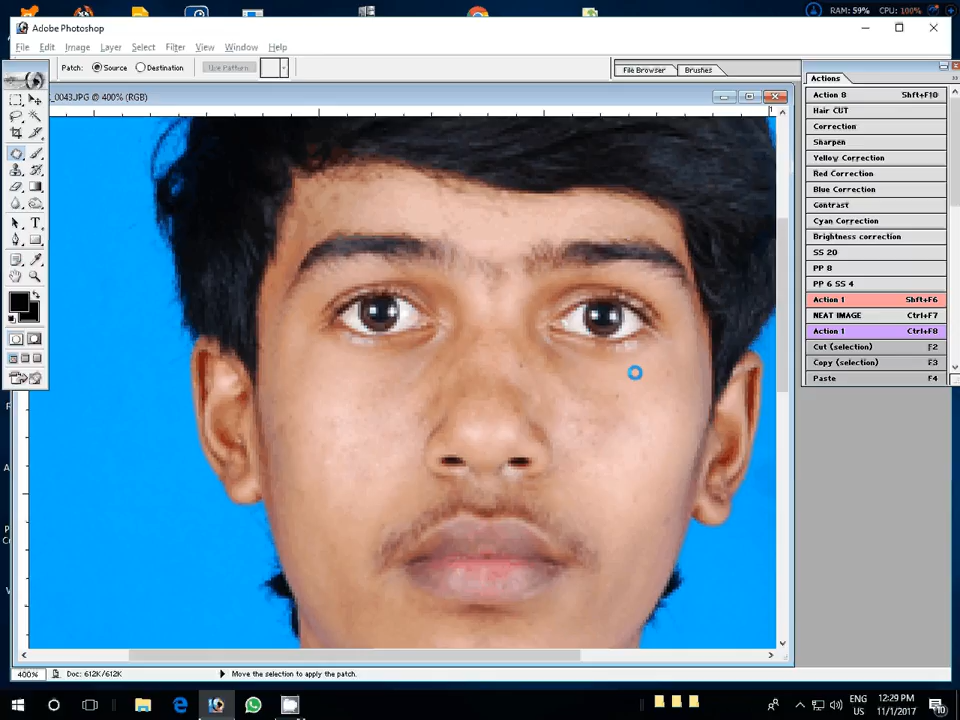 RAM: 59% CPU: 100%
Adobe Photoshop
File Edit Image Layer Select Filter View Window Help
Patch: Source Destination Use Pattern File Browser Brushes
Actions
_0043.JPG @ 400% (RGB)
Action 8 Shft+F10
Hair CUT
Correction
Sharpen
Yellow Correction
Red Correction
Blue Correction
Contrast
Cyan Correction
Brightness correction
SS 20
PP 8
PP 6 SS 4
Action 1 Shft+F6
NEAT IMAGE Ctrl+F7
Action 1 Ctrl+F8
Cut (selection) F2
Copy (selection) F3
Paste F4
400% Doc: 612K/612K Move the selection to apply the patch.
ENG 12:29 PM
US 11/1/2017 10